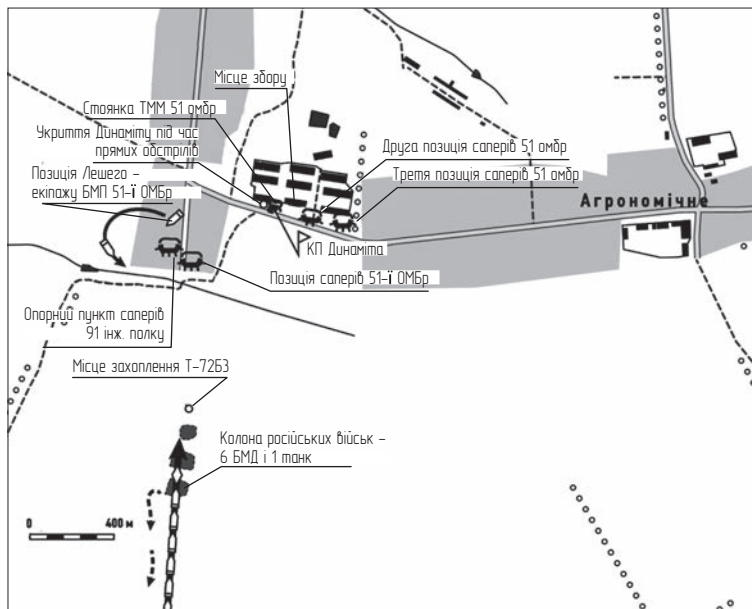 Місце збору
Стоянка ТММ 51 омбр
Укриття Динаміту під час
прямих обстрілів
Друга позиція саперів 51 омбр
Позиція Лешего –
екіпажу БМП 51-ї ОМБр
Третя позиція саперів 51 омбр
Агрономічне
КП Динаміта
Позиція саперів 51-ї ОМБр
Опорний пункт саперів
91 інж. полку
Місце захоплення Т-72Б3
Колона російських військ –
6 БМД і 1 танк
0 400 м